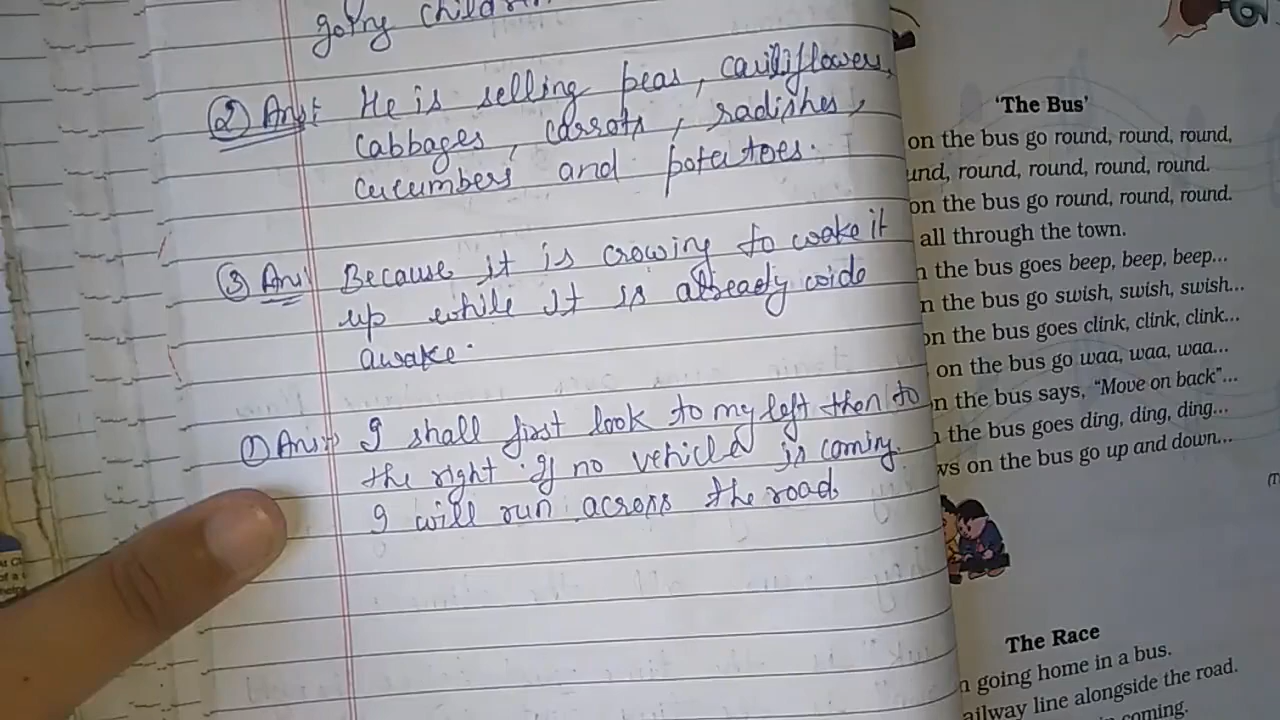 going children
② Ans: He is selling peas, cauliflowers,
cabbages, carrots, radishes,
cucumbers and potatoes.
③ Ans: Because it is crowing to wake it
up while it is already wide
awake.
① Ans: I shall first look to my left then to
the right. If no vehicle is coming.
I will run across the road
'The Bus'
on the bus go round, round, round,
round, round, round, round.
on the bus go round, round, round.
all through the town.
the bus goes beep, beep, beep...
the bus go swish, swish, swish...
on the bus goes clink, clink, clink...
on the bus go waa, waa, waa...
the bus says, "Move on back"...
the bus goes ding, ding, ding...
on the bus go up and down...
The Race
going home in a bus.
railway line alongside the road.
coming.